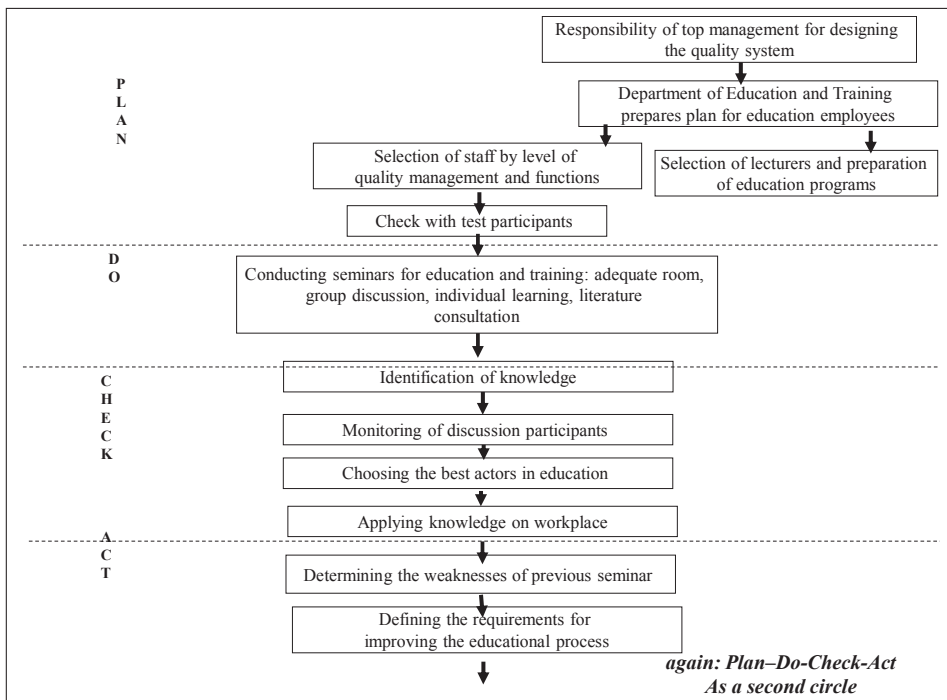 Responsibility of top management for designing
the quality system
PLAN
Department of Education and Training
prepares plan for education employees
Selection of staff by level of
quality management and functions
Selection of lecturers and preparation
of education programs
Check with test participants
DO
Conducting seminars for education and training: adequate room,
group discussion, individual learning, literature
consultation
CHECK
Identification of knowledge
Monitoring of discussion participants
Choosing the best actors in education
Applying knowledge on workplace
ACT
Determining the weaknesses of previous seminar
Defining the requirements for
improving the educational process
again: Plan–Do-Check-Act
As a second circle